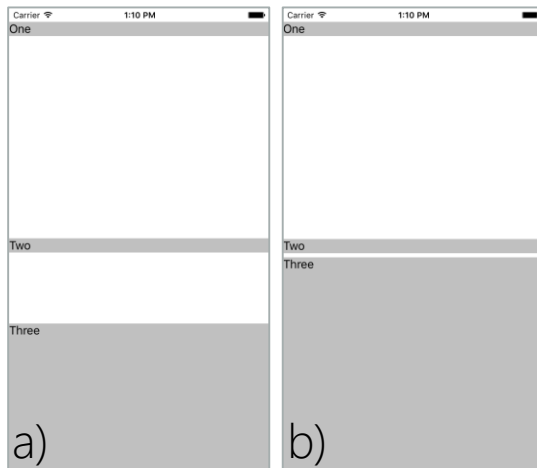 Carrier 1:10 PM
One
Two
Three
a)
Carrier 1:10 PM
One
Two
Three
b)